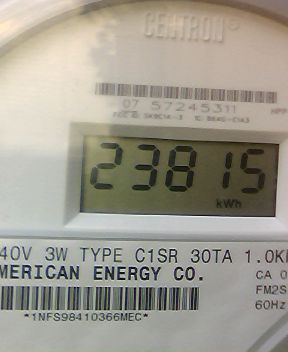 CENTRON®
07 57245311
23815
kWh
40V 3W TYPE C1SR 30TA 1.0K
MERICAN ENERGY CO.
CA 0
FM2S
60Hz
*1NFS98410366MEC*